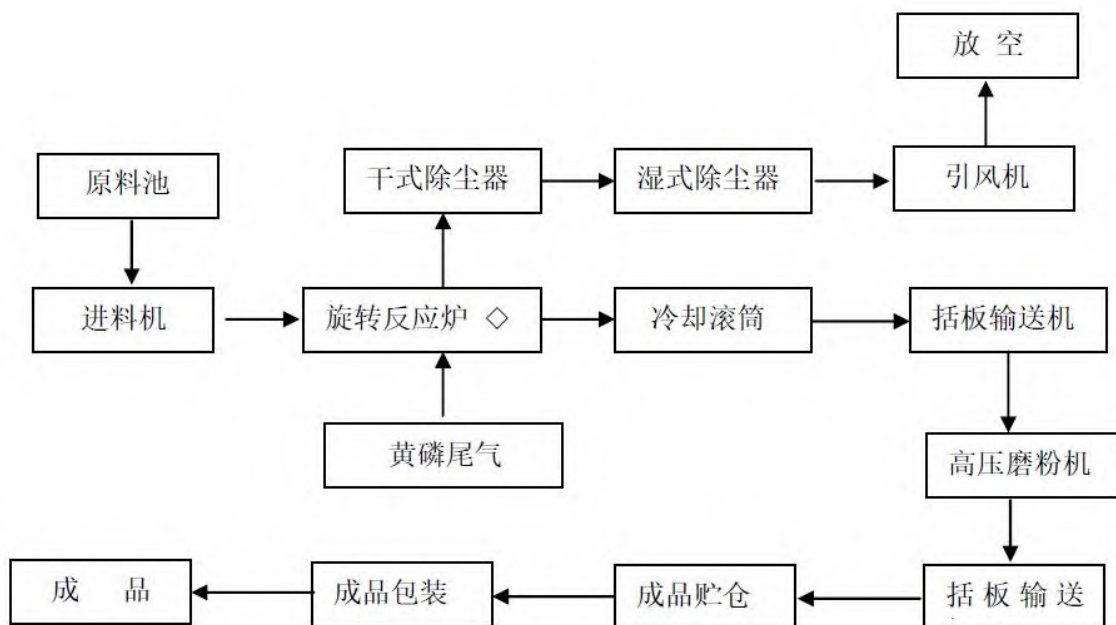 放 空
原料池
干式除尘器
湿式除尘器
引风机
进料机
旋转反应炉 ◇
冷却滚筒
括板输送机
黄磷尾气
高压磨粉机
成 品
成品包装
成品贮仓
括板输送